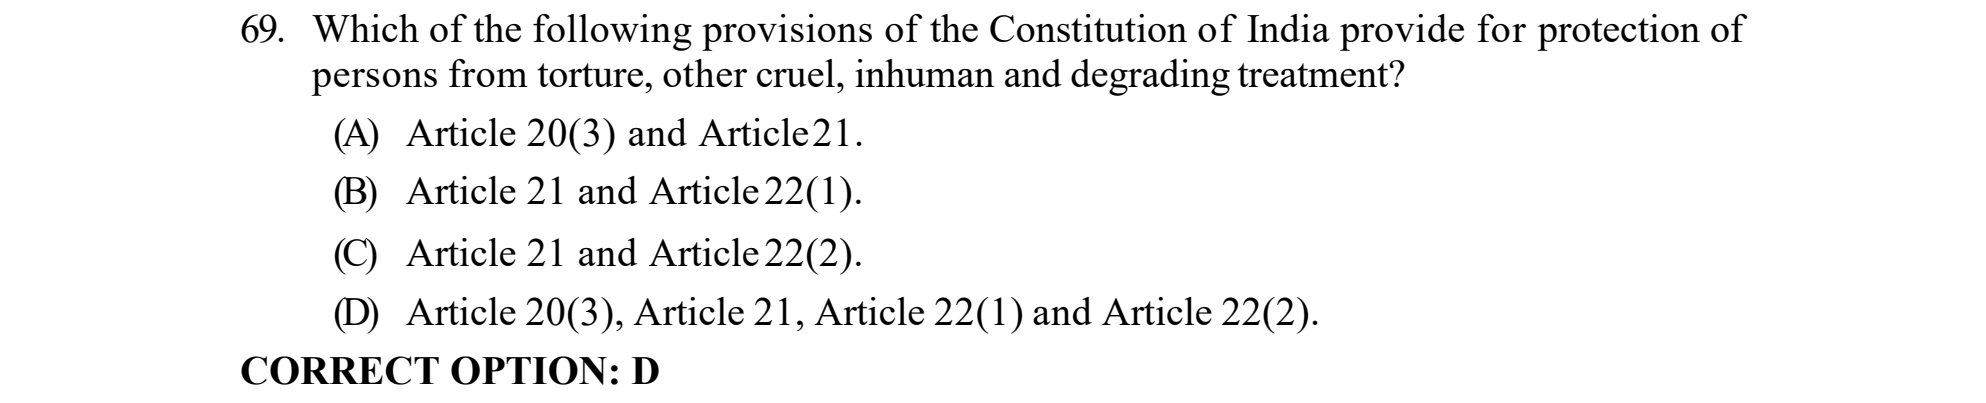 69. Which of the following provisions of the Constitution of India provide for protection of
persons from torture, other cruel, inhuman and degrading treatment?
(A) Article 20(3) and Article 21.
(B) Article 21 and Article 22(1).
(C) Article 21 and Article 22(2).
(D) Article 20(3), Article 21, Article 22(1) and Article 22(2).
CORRECT OPTION: D